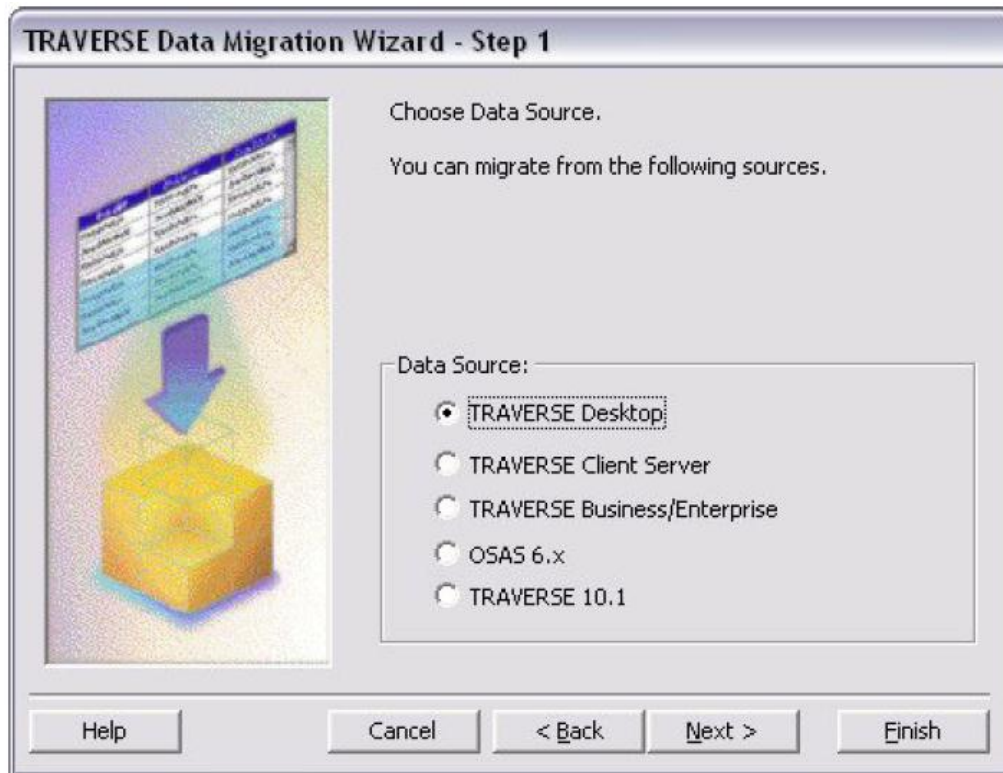 TRAVERSE Data Migration Wizard - Step 1
Choose Data Source.
You can migrate from the following sources.
Data Source:
TRAVERSE Desktop
TRAVERSE Client Server
TRAVERSE Business/Enterprise
OSAS 6.x
TRAVERSE 10.1
Help Cancel < Back Next > Finish